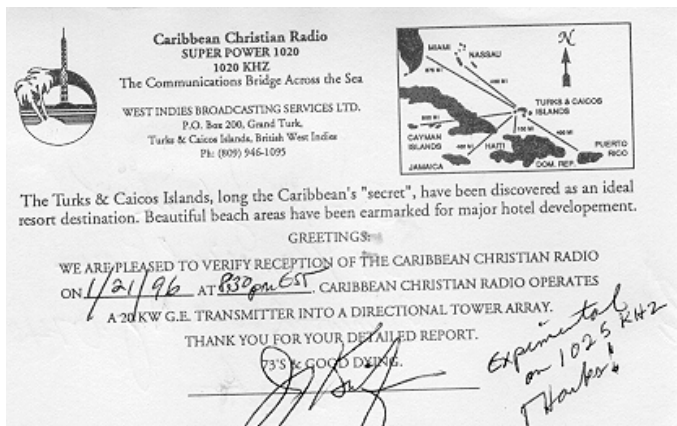 Caribbean Christian Radio
SUPER POWER 1020
1020 KHZ
The Communications Bridge Across the Sea
WEST INDIES BROADCASTING SERVICES LTD.
P.O. Box 200, Grand Turk,
Turks & Caicos Islands, British West Indies
Ph: (809) 946-1095
MIAMI
NASSAU
N
TURKS & CAICOS
ISLANDS
CAYMAN
ISLANDS
JAMAICA
HAITI
DOM. REP.
PUERTO
RICO
The Turks & Caicos Islands, long the Caribbean's "secret", have been discovered as an ideal
resort destination. Beautiful beach areas have been earmarked for major hotel developement.
GREETINGS:
WE ARE PLEASED TO VERIFY RECEPTION OF THE CARIBBEAN CHRISTIAN RADIO
ON 1/21/96 AT 8:30 pm EST. CARIBBEAN CHRISTIAN RADIO OPERATES
A 20 KW G.E. TRANSMITTER INTO A DIRECTIONAL TOWER ARRAY.
THANK YOU FOR YOUR DETAILED REPORT.
73'S & GOOD DYING.
Expimental
on 1025 KHZ
Thanks!